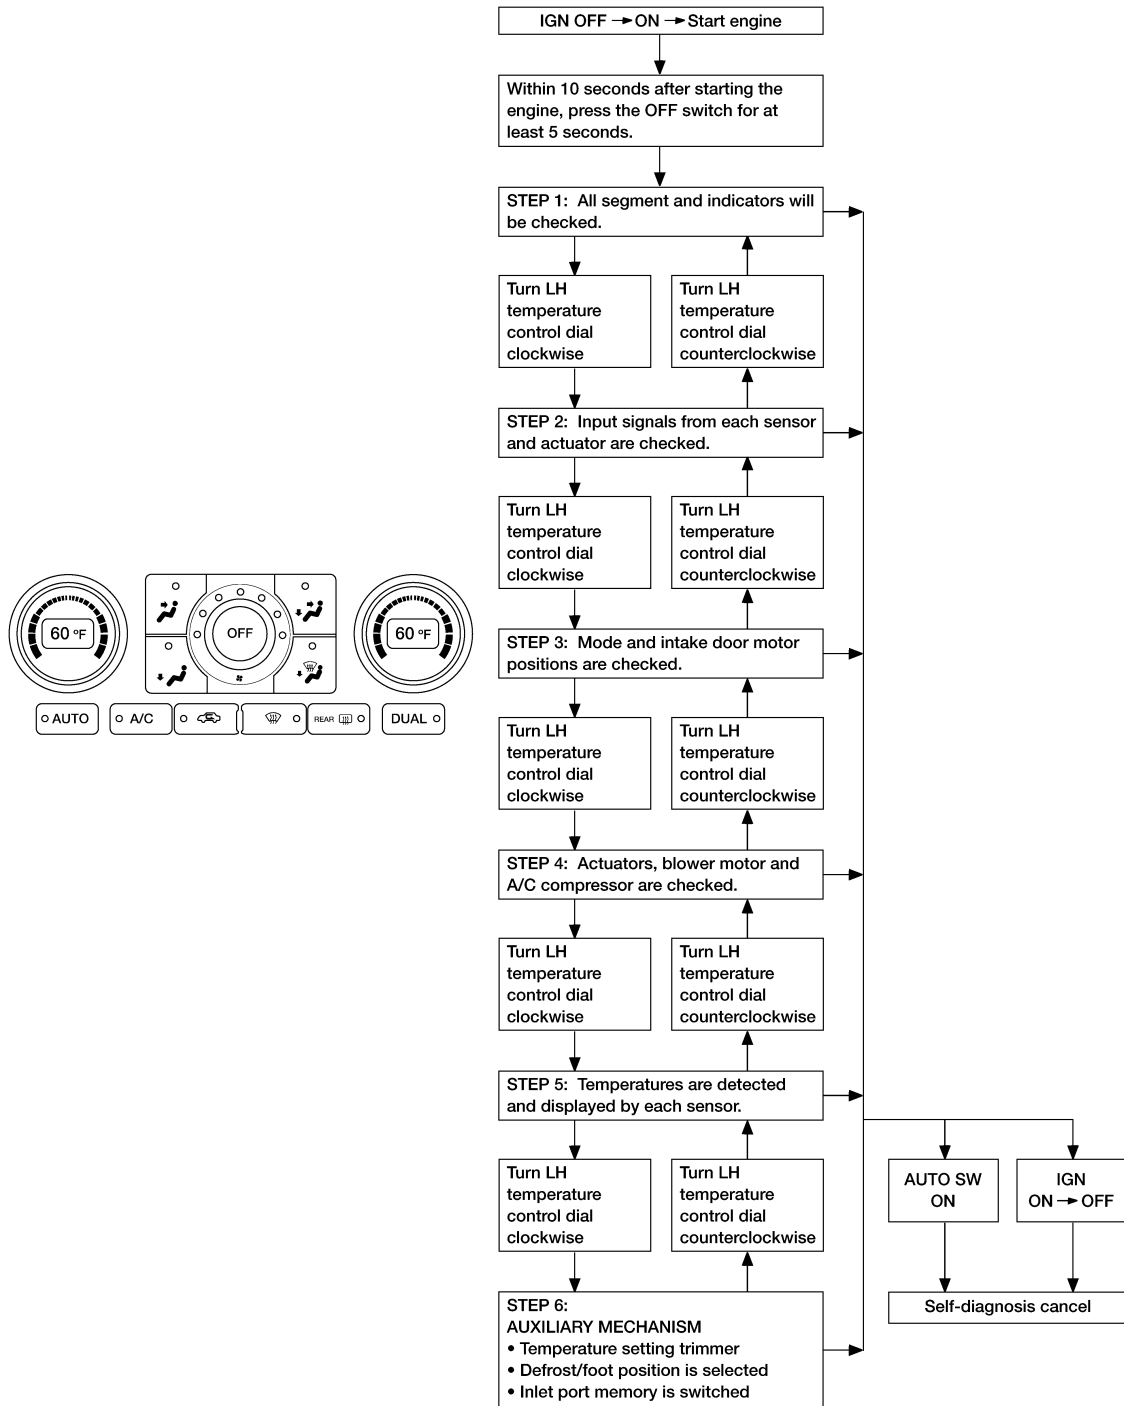 IGN OFF → ON → Start engine
Within 10 seconds after starting the
engine, press the OFF switch for at
least 5 seconds.
STEP 1: All segment and indicators will
be checked.
Turn LH
temperature
control dial
clockwise
Turn LH
temperature
control dial
counterclockwise
STEP 2: Input signals from each sensor
and actuator are checked.
Turn LH
temperature
control dial
clockwise
Turn LH
temperature
control dial
counterclockwise
60 °F
OFF
60 °F
AUTO
A/C
REAR
DUAL
STEP 3: Mode and intake door motor
positions are checked.
Turn LH
temperature
control dial
clockwise
Turn LH
temperature
control dial
counterclockwise
STEP 4: Actuators, blower motor and
A/C compressor are checked.
Turn LH
temperature
control dial
clockwise
Turn LH
temperature
control dial
counterclockwise
STEP 5: Temperatures are detected
and displayed by each sensor.
Turn LH
temperature
control dial
clockwise
Turn LH
temperature
control dial
counterclockwise
AUTO SW
ON
IGN
ON → OFF
Self-diagnosis cancel
STEP 6:
AUXILIARY MECHANISM
• Temperature setting trimmer
• Defrost/foot position is selected
• Inlet port memory is switched